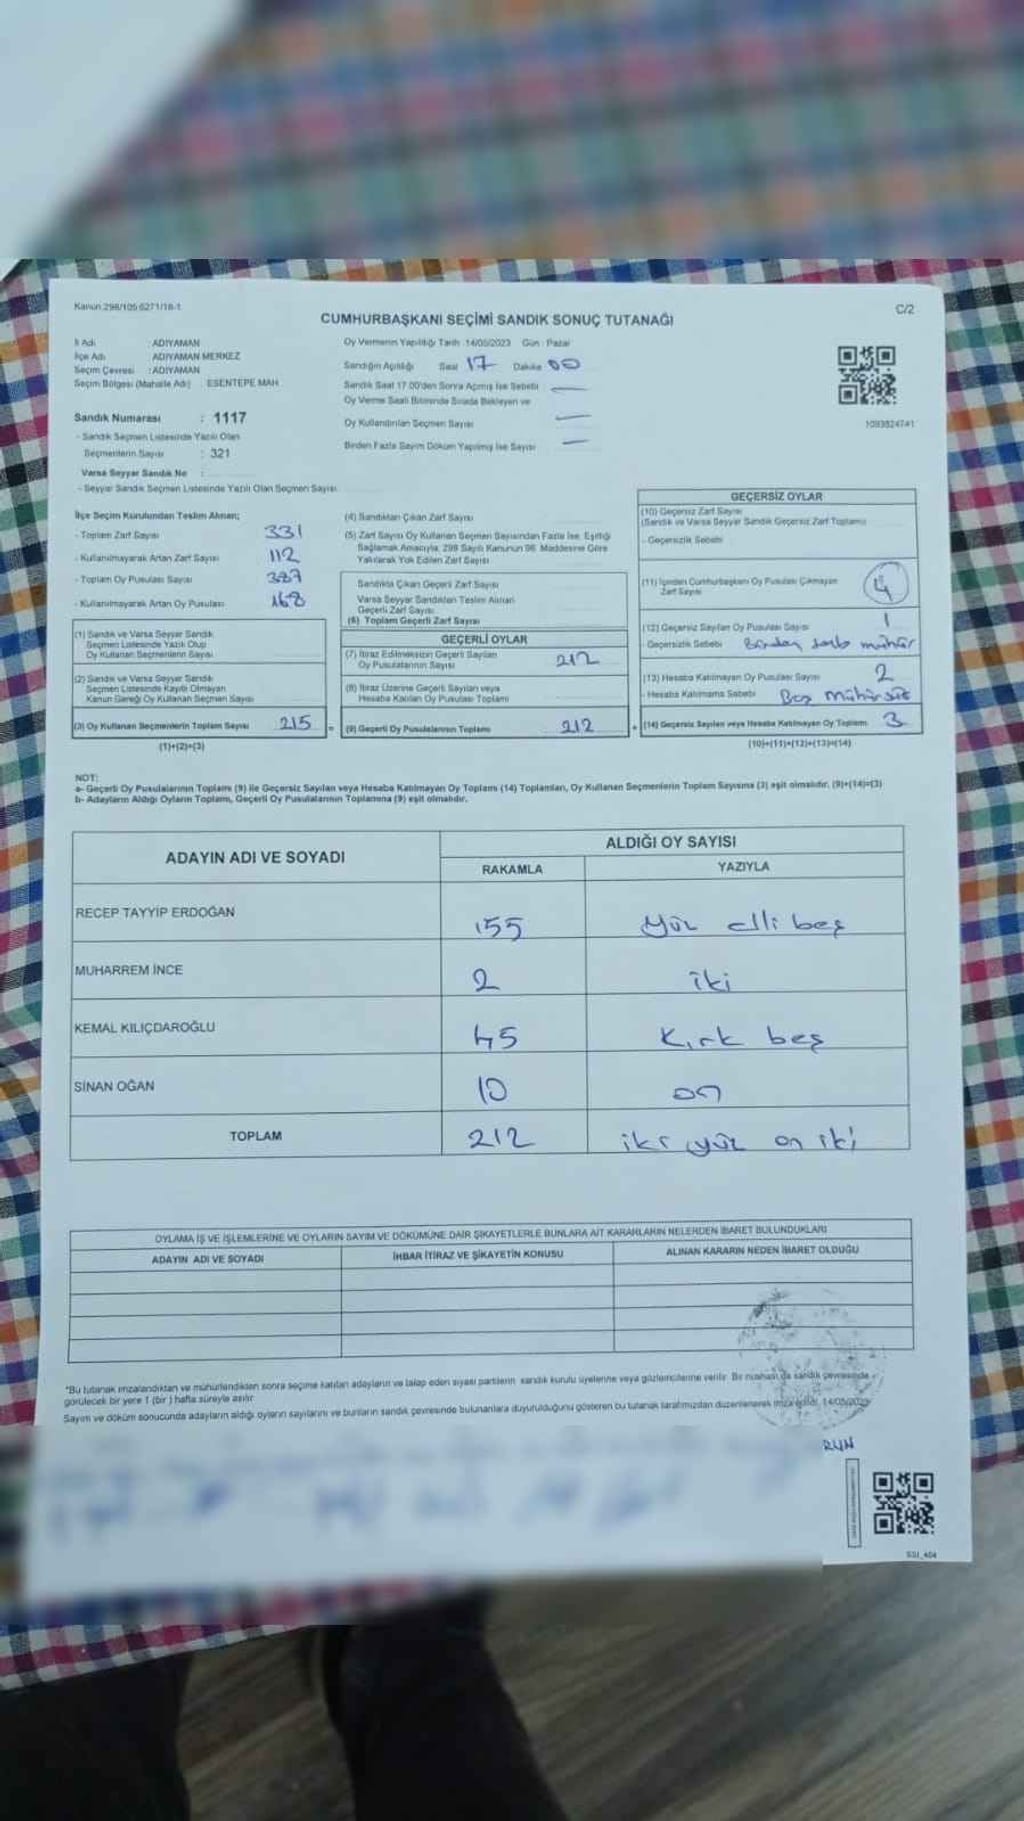 Kanun 298/105 6271/18-1
C/2
CUMHURBAŞKANI SEÇİMİ SANDIK SONUÇ TUTANAĞI
İl Adı : ADIYAMAN
İlçe Adı : ADIYAMAN MERKEZ
Seçim Çevresi : ADIYAMAN
Seçim Bölgesi (Mahalle Adı) : ESENTEPE MAH
Sandık Numarası : 1117
- Sandık Seçmen Listesinde Yazılı Olan
Seçmenlerin Sayısı : 321
Varsa Seyyar Sandık No :
- Seyyar Sandık Seçmen Listesinde Yazılı Olan Seçmen Sayısı
Oy Vermenin Yapıldığı Tarih : 14/05/2023 Gün : Pazar
Sandığın Açıldığı Saat 17 Dakika 00
Sandık Saat 17.00'den Sonra Açmış İse Sebebi
Oy Verme Saati Bitiminde Sırada Bekleyen ve
Oy Kullandırılan Seçmen Sayısı
Birden Fazla Sayım Döküm Yapılmış İse Sayısı
1093824741
İlçe Seçim Kurulundan Teslim Alınan;
- Toplam Zarf Sayısı 331
- Kullanılmayarak Artan Zarf Sayısı 112
- Toplam Oy Pusulası Sayısı
- Kullanılmayarak Artan Oy Pusulası 168
(1) Sandık ve Varsa Seyyar Sandık
Seçmen Listesinde Yazılı Olup
Oy Kullanan Seçmenlerin Sayısı
(2) Sandık ve Varsa Seyyar Sandık
Seçmen Listesinde Kayıtlı Olmayan
Kanun Gereği Oy Kullanan Seçmen Sayısı
(3) Oy Kullanan Seçmenlerin Toplam Sayısı 215
(1)+(2)=(3)
(4) Sandıktan Çıkan Zarf Sayısı
(5) Zarf Sayısı Oy Kullanan Seçmen Sayısından Fazla İse, Eşitliği
Sağlamak Amacıyla, 298 Sayılı Kanunun 98. Maddesine Göre
Yakılarak Yok Edilen Zarf Sayısı
Sandıkta Çıkan Geçerli Zarf Sayısı
Varsa Seyyar Sandıktan Teslim Alınan
Geçerli Zarf Sayısı
(6) Toplam Geçerli Zarf Sayısı
GEÇERLİ OYLAR
(7) İtiraz Edilmeksizin Geçerli Sayılan
Oy Pusulalarının Sayısı 212
(8) İtiraz Üzerine Geçerli Sayılan veya
Hesaba Katılan Oy Pusulası Toplamı
= (9) Geçerli Oy Pusulalarının Toplamı 212 +
GEÇERSİZ OYLAR
(10) Geçersiz Zarf Sayısı
(Sandık ve Varsa Seyyar Sandık Geçersiz Zarf Toplamı)
- Geçersizlik Sebebi
(11) İçinden Cumhurbaşkanı Oy Pusulası Çıkmayan
Zarf Sayısı 4
(12) Geçersiz Sayılan Oy Pusulası Sayısı 1
- Geçersizlik Sebebi Birden fazla mühür
(13) Hesaba Katılmayan Oy Pusulası Sayısı 2
- Hesaba Katılmama Sebebi Boş mühürsüz
(14) Geçersiz Sayılan veya Hesaba Katılmayan Oy Toplamı 3
(10)+(11)+(12)+(13)=(14)
NOT:
a- Geçerli Oy Pusulalarının Toplamı (9) ile Geçersiz Sayılan veya Hesaba Katılmayan Oy Toplamı (14) Toplamları, Oy Kullanan Seçmenlerin Toplam Sayısına (3) eşit olmalıdır. (9)+(14)=(3)
b- Adayların Aldığı Oyların Toplamı, Geçerli Oy Pusulalarının Toplamına (9) eşit olmalıdır.
ADAYIN ADI VE SOYADI ALDIĞI OY SAYISI
RAKAMLA YAZIYLA
RECEP TAYYİP ERDOĞAN 155 Yüz elli beş
MUHARREM İNCE 2 iki
KEMAL KILIÇDAROĞLU 45 Kırk beş
SİNAN OĞAN 10 on
TOPLAM 212 iki yüz on iki
OYLAMA İŞ VE İŞLEMLERİNE VE OYLARIN SAYIM VE DÖKÜMÜNE DAİR ŞİKAYETLERLE BUNLARA AİT KARARLARIN NELERDEN İBARET BULUNDUKLARI
ADAYIN ADI VE SOYADI İHBAR İTİRAZ VE ŞİKAYETİN KONUSU ALINAN KARARIN NEDEN İBARET OLDUĞU
*Bu tutanak imzalandıktan ve mühürlendikten sonra seçime katılan adayların ve talep eden siyasi partilerin sandık kurulu üyelerine veya gözlemcilerine verilir. Bir nüshası da sandık çevresinde
görülecek bir yere 1 (bir) hafta süreyle asılır.
Sayım ve döküm sonucunda adayların aldığı oyların sayılarını ve bunların sandık çevresinde bulunanlara duyurulduğunu gösteren bu tutanak tarafımızdan düzenlenerek imza edildi. 14/05/2023
RUN
SSI_404